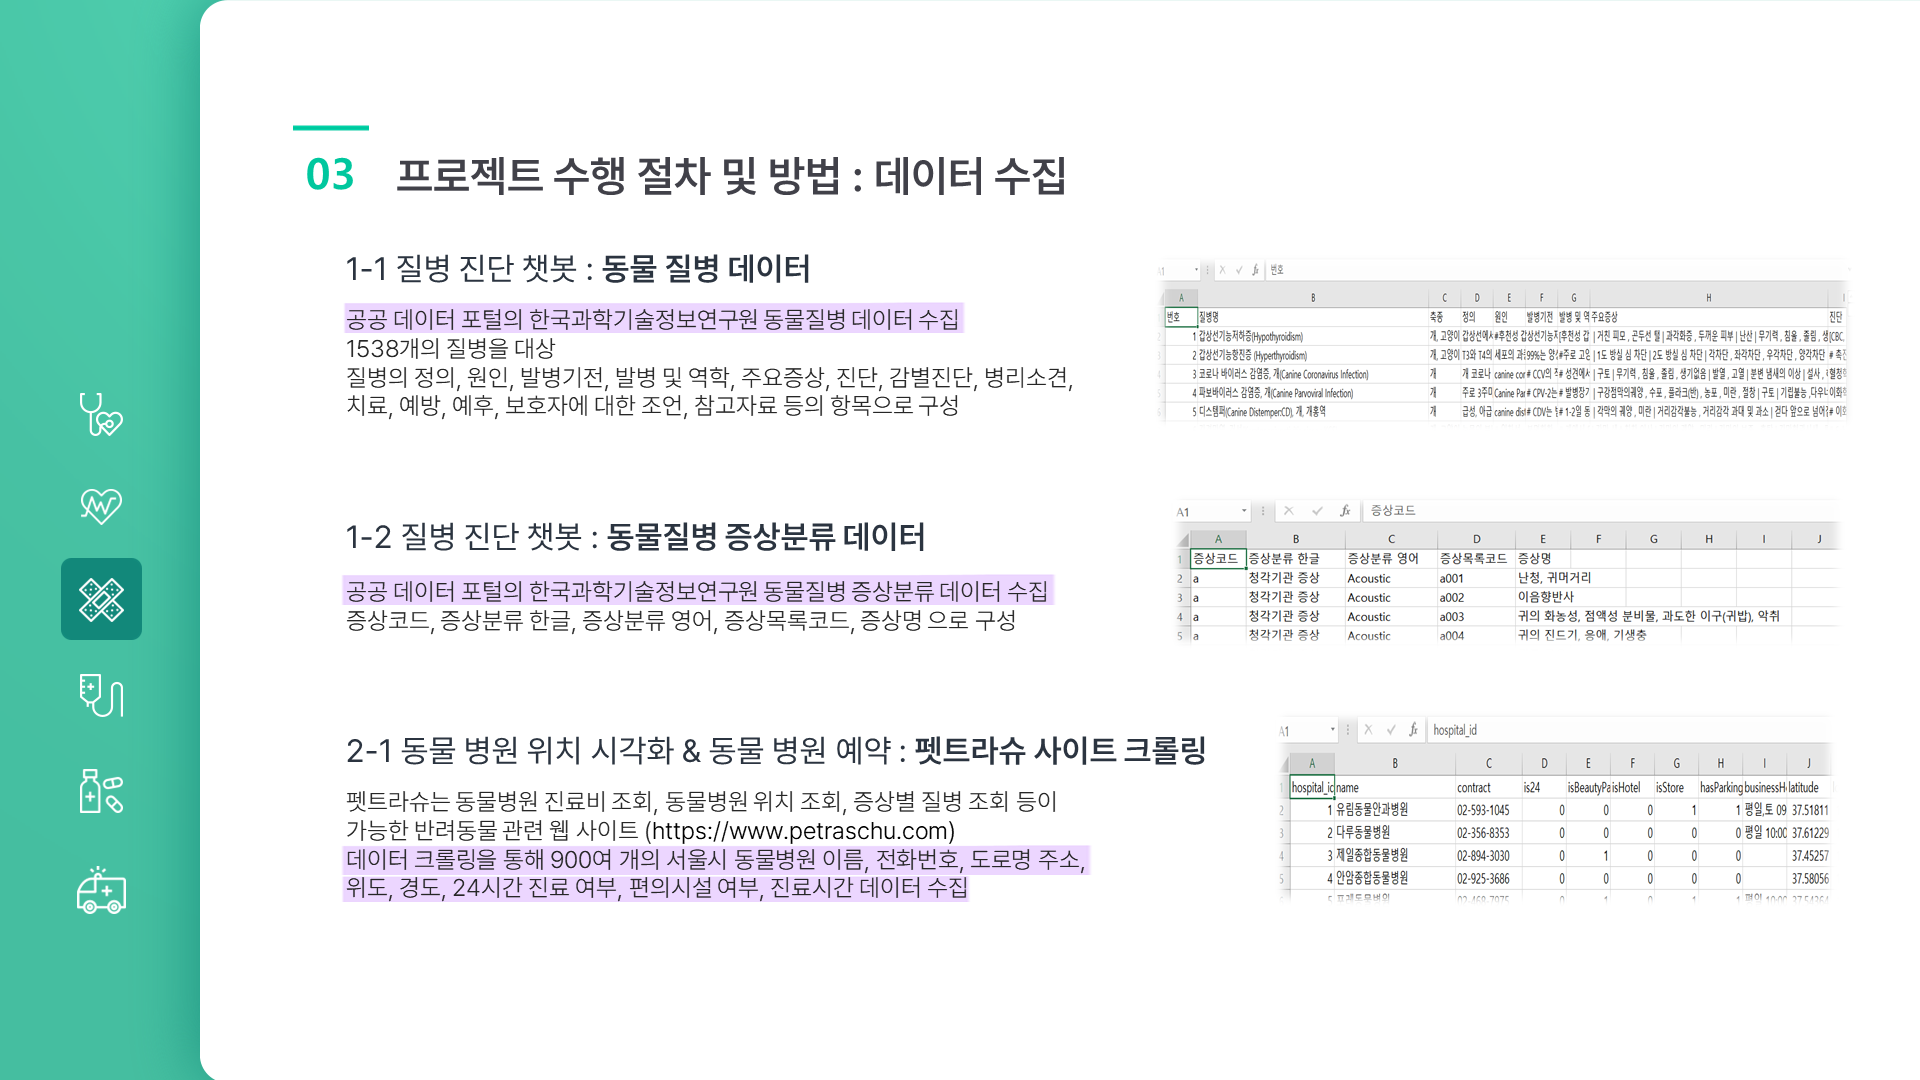 03 프로젝트 수행 절차 및 방법 : 데이터 수집
1-1 질병 진단 챗봇 : 동물 질병 데이터
공공 데이터 포털의 한국과학기술정보연구원 동물질병 데이터 수집
1538개의 질병을 대상
질병의 정의, 원인, 발병기전, 발병 및 역학, 주요증상, 진단, 감별진단, 병리소견,
치료, 예방, 예후, 보호자에 대한 조언, 참고자료 등의 항목으로 구성
번호
A B C D E F G H
번호 질병명 축종 정의 원인 발병기전 발병 및 역 주요증상 진단
1 갑상선기능저하증(Hypothyroidism) 개, 고양이
2 갑상선기능항진증 (Hyperthyroidism) 개, 고양이
3 코로나 바이러스 감염증, 개(Canine Coronavirus Infection) 개
4 파보바이러스 감염증, 개(Canine Parvoviral Infection) 개
5 디스템퍼(Canine Distemper:CD), 개, 개홍역 개
1-2 질병 진단 챗봇 : 동물질병 증상분류 데이터
공공 데이터 포털의 한국과학기술정보연구원 동물질병 증상분류 데이터 수집
증상코드, 증상분류 한글, 증상분류 영어, 증상목록코드, 증상명 으로 구성
A1 fx 증상코드
A B C D E F G H I J
1 증상코드 증상분류 한글 증상분류 영어 증상목록코드 증상명
2 a 청각기관 증상 Acoustic a001 난청, 귀머거리
3 a 청각기관 증상 Acoustic a002 이음향반사
4 a 청각기관 증상 Acoustic a003 귀의 화농성, 점액성 분비물, 과도한 이구(귀밥), 악취
5 a 청각기관 증상 Acoustic a004 귀의 진드기, 응애, 기생충
2-1 동물 병원 위치 시각화 & 동물 병원 예약 : 펫트라슈 사이트 크롤링
펫트라슈는 동물병원 진료비 조회, 동물병원 위치 조회, 증상별 질병 조회 등이
가능한 반려동물 관련 웹 사이트 (https://www.petraschu.com)
데이터 크롤링을 통해 900여 개의 서울시 동물병원 이름, 전화번호, 도로명 주소,
위도, 경도, 24시간 진료 여부, 편의시설 여부, 진료시간 데이터 수집
A1 fx hospital_id
A B C D E F G H I J
hospital_id name contract is24 isBeautyPa isHotel isStore hasParking businessH latitude
1 유림동물안과병원 02-593-1045 0 0 0 1 1 평일,토 09 37.51811
2 다루동물병원 02-356-8353 0 0 0 0 0 평일 10:00 37.61229
3 제일종합동물병원 02-894-3030 0 1 0 0 0 37.45257
4 안암종합동물병원 02-925-3686 0 0 0 0 0 37.58056